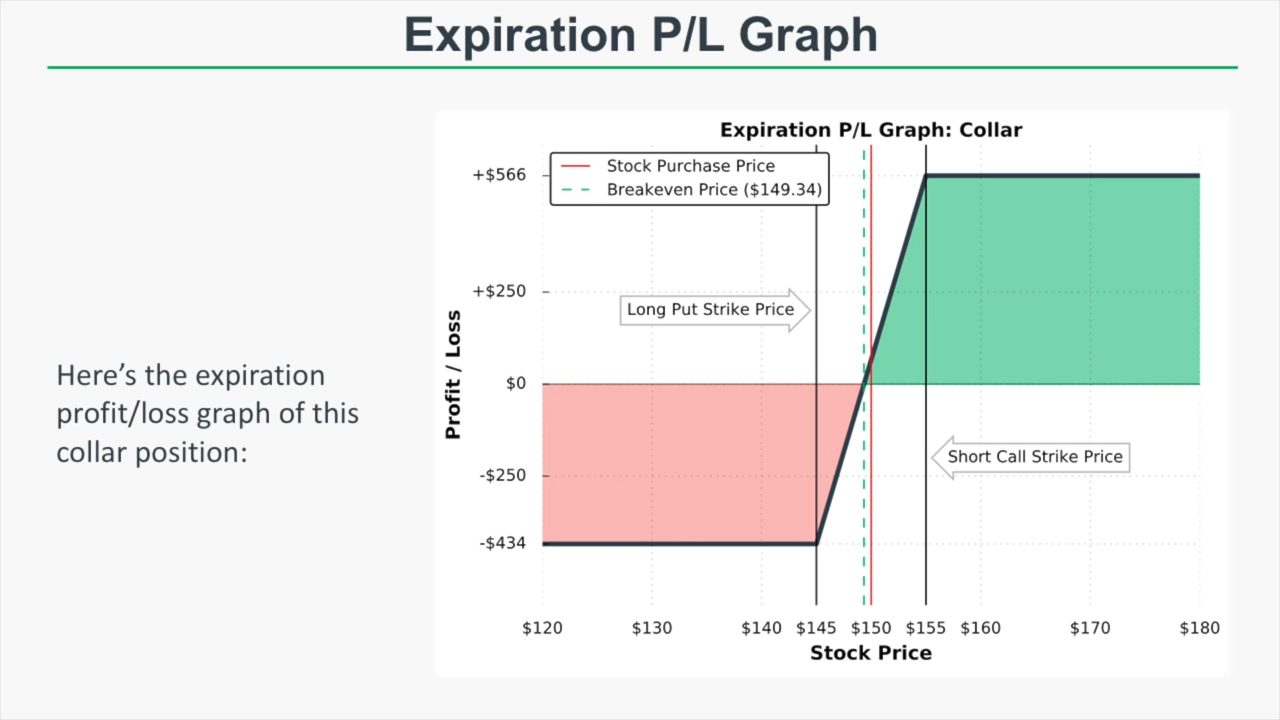 Expiration P/L Graph
Here’s the expiration
profit/loss graph of this
collar position:
Expiration P/L Graph: Collar
Stock Purchase Price
Breakeven Price ($149.34)
+$566
+$250
$0
-$250
-$434
Profit / Loss
Long Put Strike Price
Short Call Strike Price
$120 $130 $140 $145 $150 $155 $160 $170 $180
Stock Price